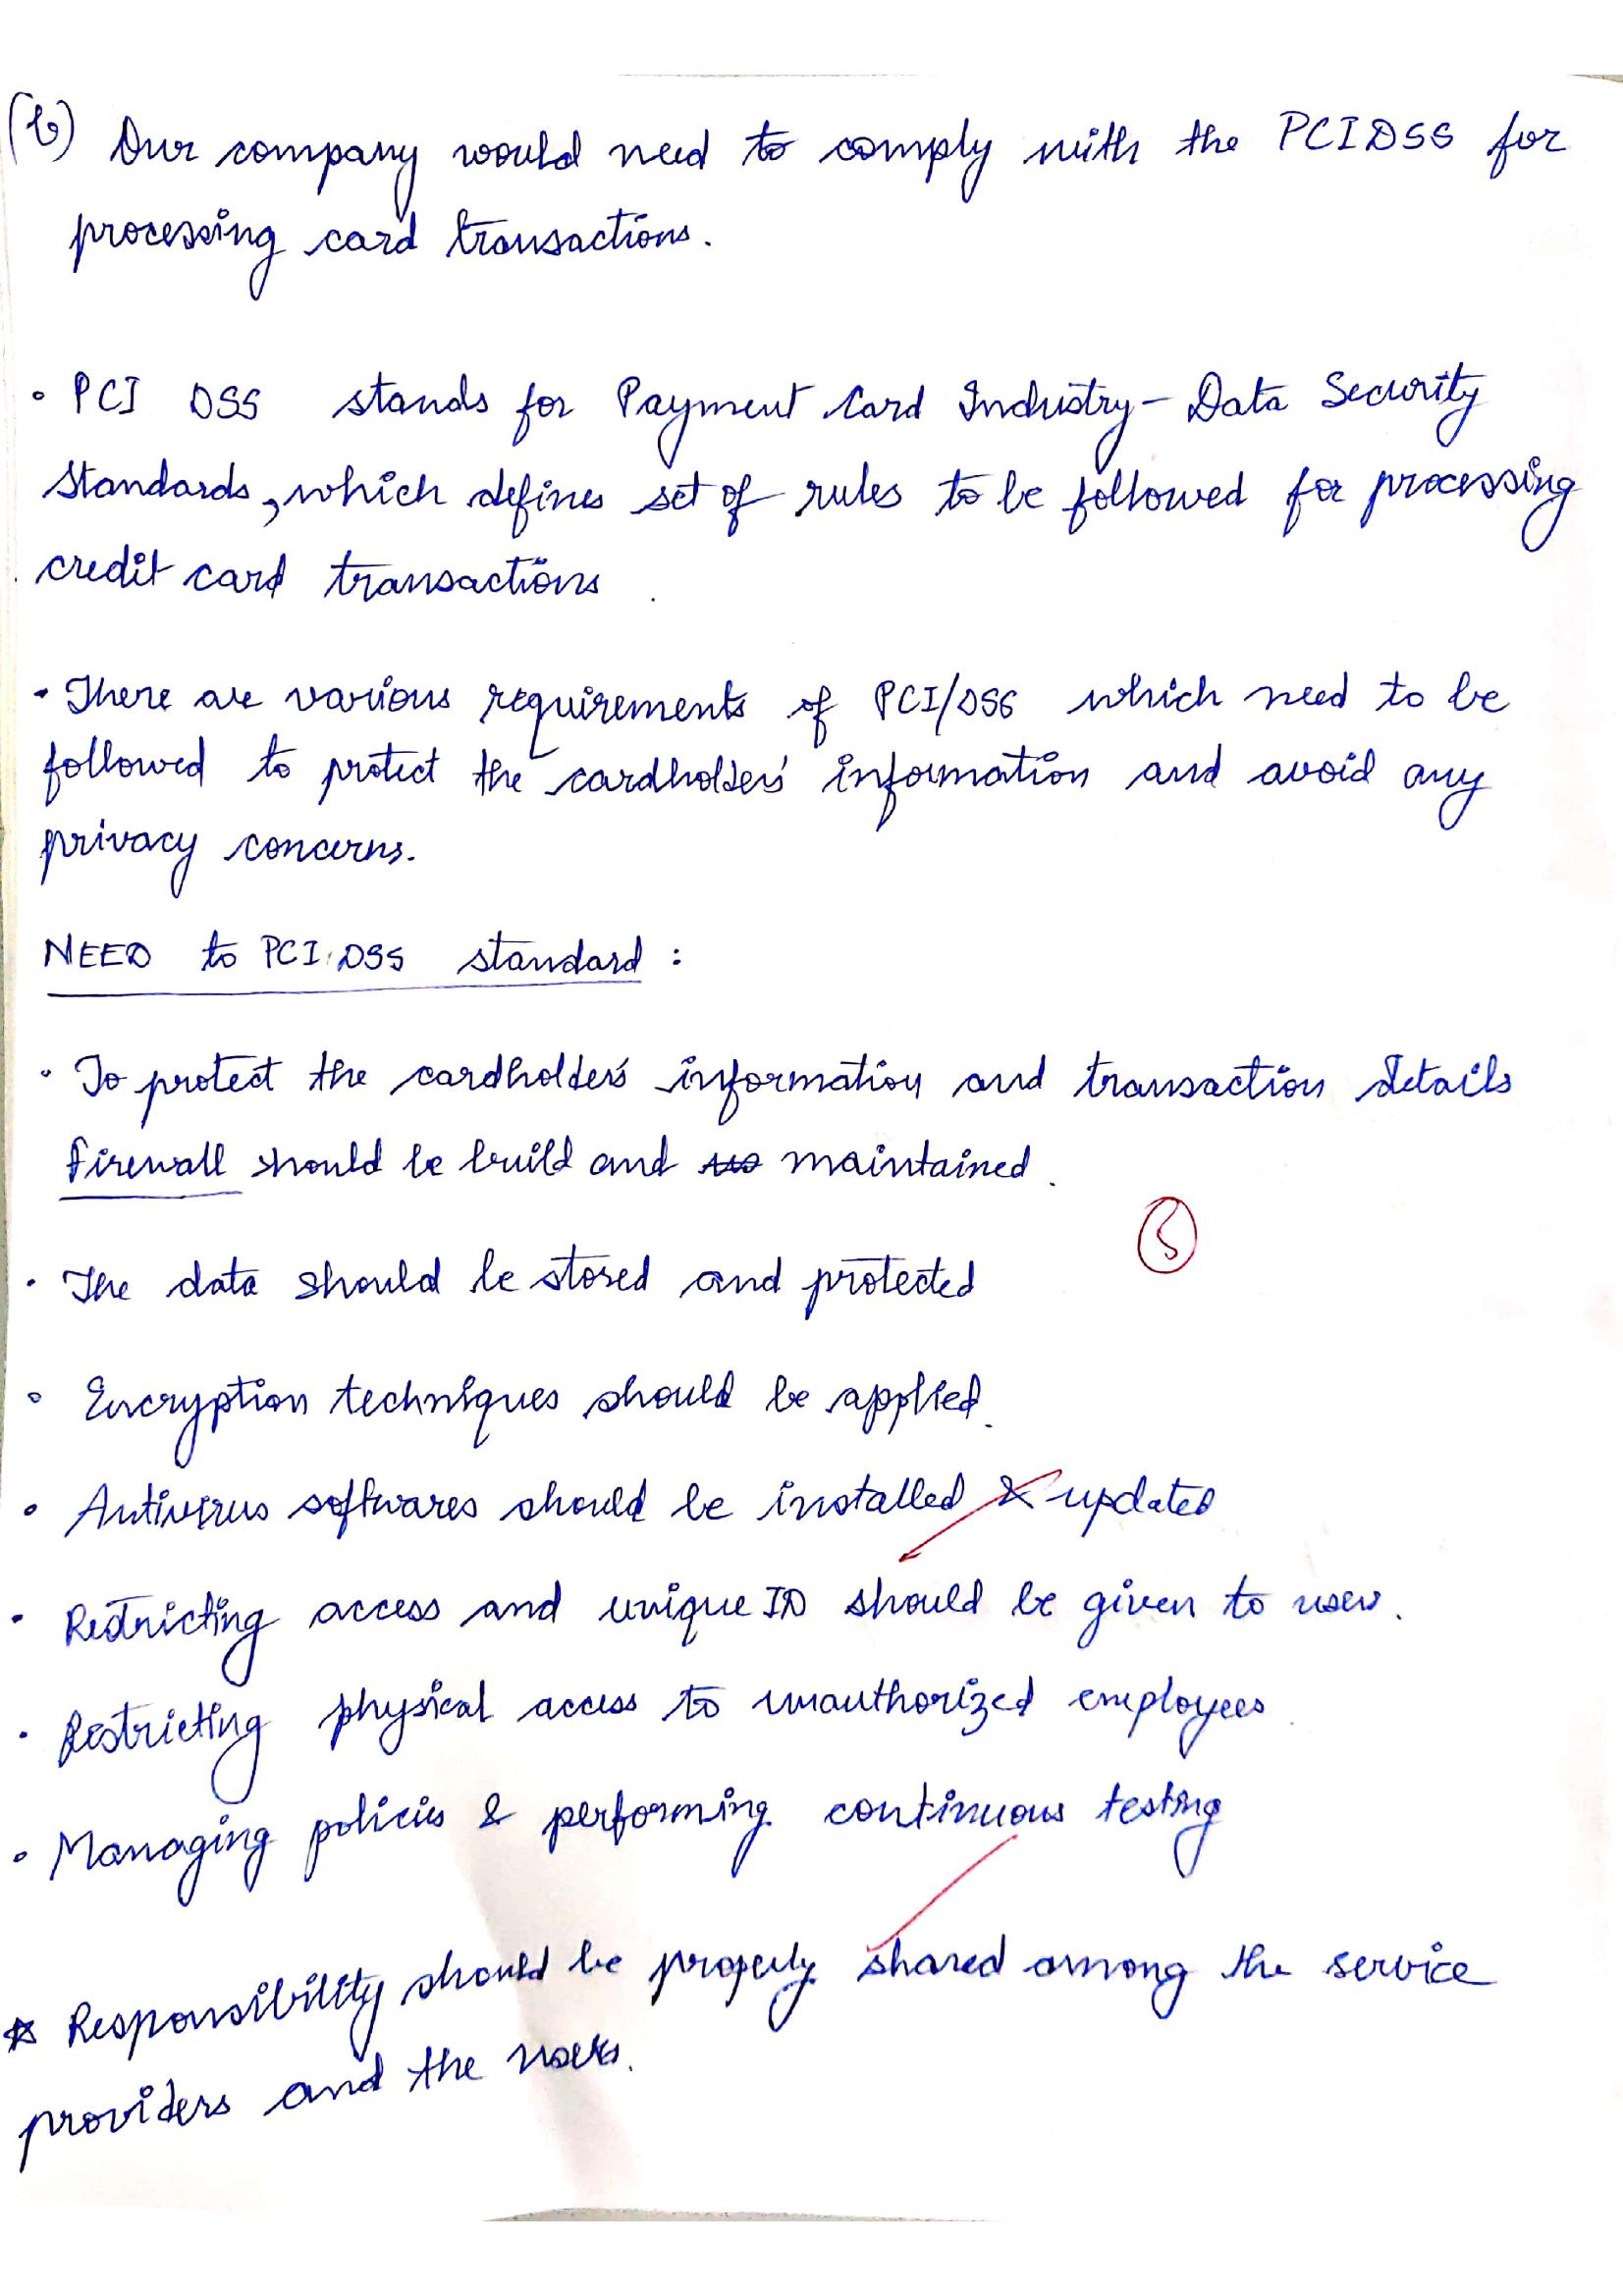 (b) Our company would need to comply with the PCI DSS for
processing card transactions.
• PCI DSS stands for Payment Card Industry - Data Security
Standards, which defines set of rules to be followed for processing
credit card transactions
• There are various requirements of PCI/DSS which need to be
followed to protect the cardholders' information and avoid any
privacy concerns.
NEED to PCI DSS standard :
• To protect the cardholder's information and transaction details
firewall should be build and maintained.
• The data should be stored and protected
• Encryption techniques should be applied.
• Antivirus softwares should be installed & updated
• Restricting access and unique ID should be given to user.
• Restricting physical access to unauthorized employees.
• Managing policies & performing continuous testing
* Responsibility should be properly shared among the service
providers and the users.